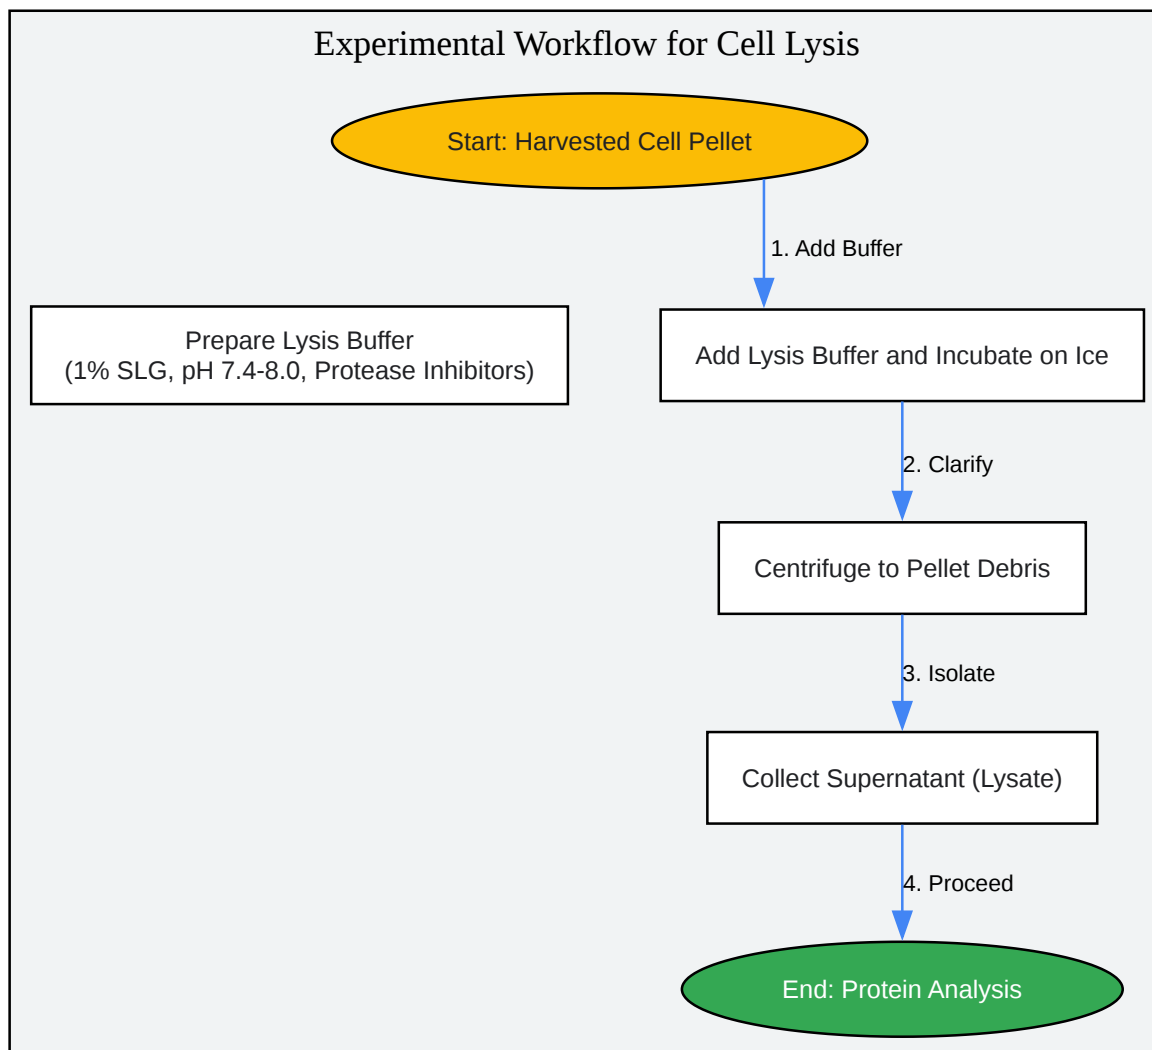 Experimental Workflow for Cell Lysis
Start: Harvested Cell Pellet
1. Add Buffer
Prepare Lysis Buffer
(1% SLG, pH 7.4-8.0, Protease Inhibitors)
Add Lysis Buffer and Incubate on Ice
2. Clarify
Centrifuge to Pellet Debris
3. Isolate
Collect Supernatant (Lysate)
4. Proceed
End: Protein Analysis